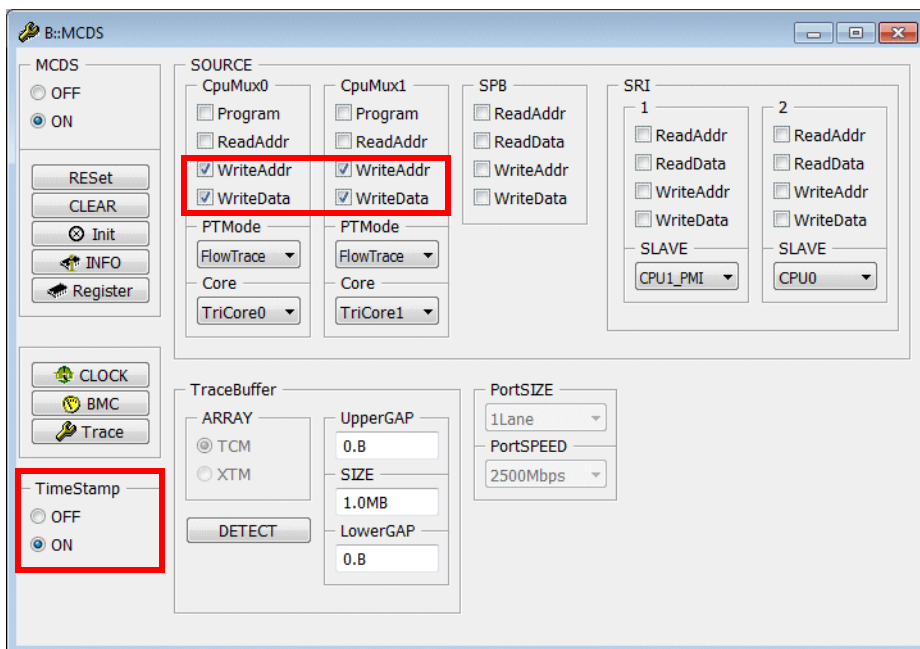 B::MCDS
MCDS
OFF
ON
RESet
CLEAR
Init
INFO
Register
CLOCK
BMC
Trace
TimeStamp
OFF
ON
SOURCE
CpuMux0
Program
ReadAddr
WriteAddr
WriteData
PTMode
FlowTrace
Core
TriCore0
CpuMux1
Program
ReadAddr
WriteAddr
WriteData
PTMode
FlowTrace
Core
TriCore1
SPB
ReadAddr
ReadData
WriteAddr
WriteData
SRI
1
ReadAddr
ReadData
WriteAddr
WriteData
SLAVE
CPU1_PMI
2
ReadAddr
ReadData
WriteAddr
WriteData
SLAVE
CPU0
TraceBuffer
ARRAY
TCM
XTM
DETECT
UpperGAP
0.B
SIZE
1.0MB
LowerGAP
0.B
PortSIZE
1Lane
PortSPEED
2500Mbps